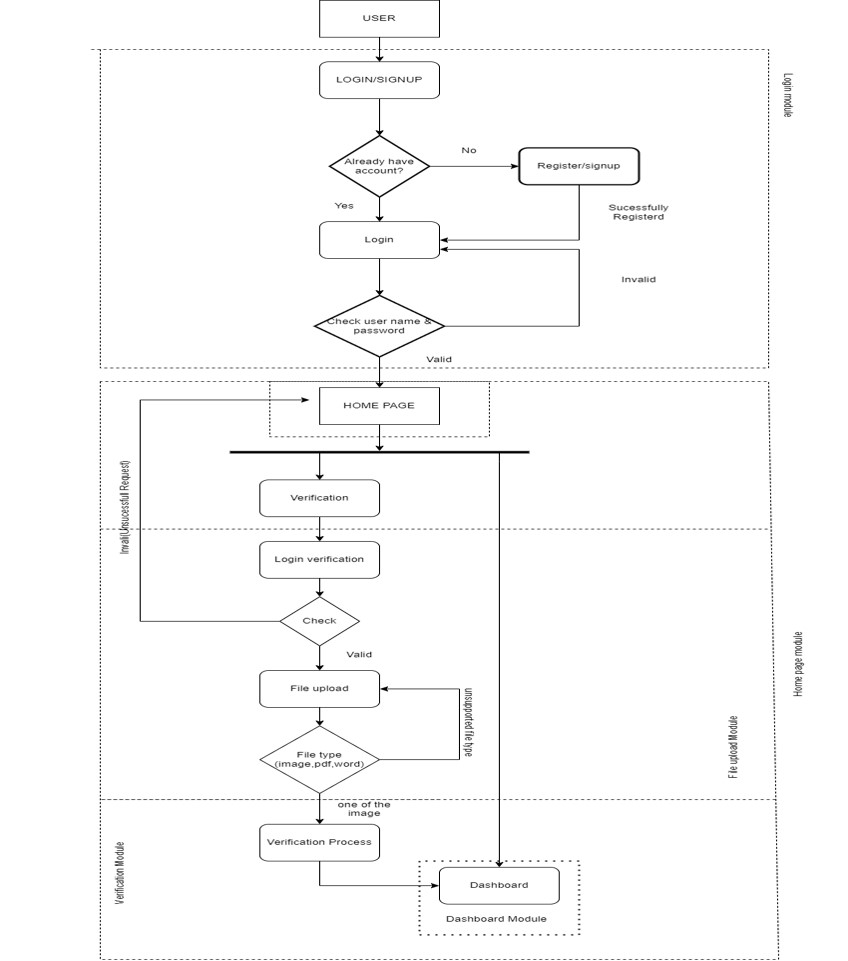 USER
LOGIN/SIGNUP
Login module
Already have
account?
No
Register/signup
Yes
Sucessfully
Registerd
Login
Invalid
Check user name &
password
Valid
HOME PAGE
Invali(Unsucessfull Request)
Verification
Login verification
Check
Valid
Home page module
File upload
unsupported file type
File upload Module
File type
(image,pdf,word)
one of the
image
Verification Process
Verification Module
Dashboard
Dashboard Module